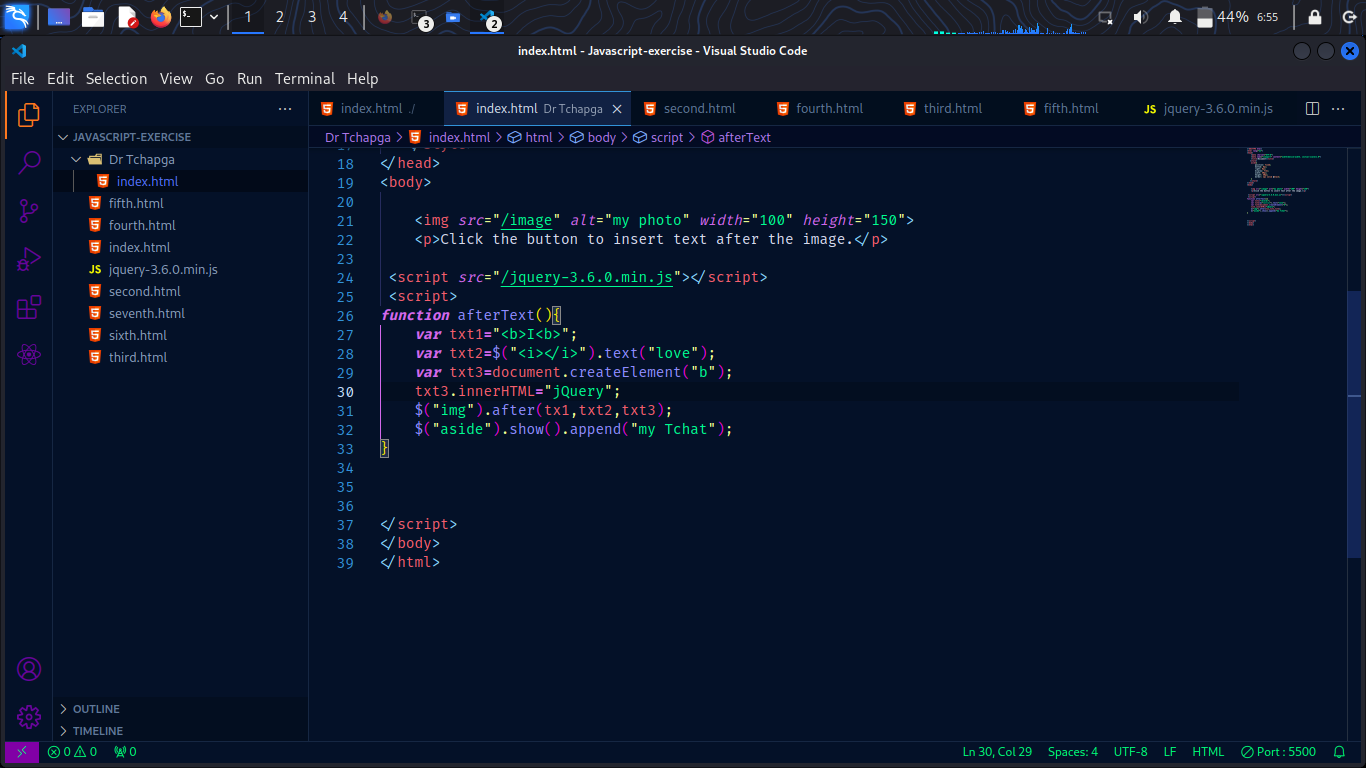 1 2 3 4 3 2 44% 6:55
index.html - Javascript-exercise - Visual Studio Code
File Edit Selection View Go Run Terminal Help
EXPLORER
JAVASCRIPT-EXERCISE
Dr Tchapga
index.html
fifth.html
fourth.html
index.html
JS jquery-3.6.0.min.js
second.html
seventh.html
sixth.html
third.html
OUTLINE
TIMELINE
index.html ./ index.html Dr Tchapga second.html fourth.html third.html fifth.html JS jquery-3.6.0.min.js
Dr Tchapga > index.html > html > body > script > afterText
18 </head>
19 <body>
20
21 <img src="/image" alt="my photo" width="100" height="150">
22 <p>Click the button to insert text after the image.</p>
23
24 <script src="/jquery-3.6.0.min.js"></script>
25 <script>
26 function afterText(){
27 var txt1="<b>I<b>";
28 var txt2=$("<i></i>").text("love");
29 var txt3=document.createElement("b");
30 txt3.innerHTML="jQuery";
31 $("img").after(tx1,txt2,txt3);
32 $("aside").show().append("my Tchat");
33 }
34
35
36
37 </script>
38 </body>
39 </html>
0 0 0 Ln 30, Col 29 Spaces: 4 UTF-8 LF HTML Port : 5500